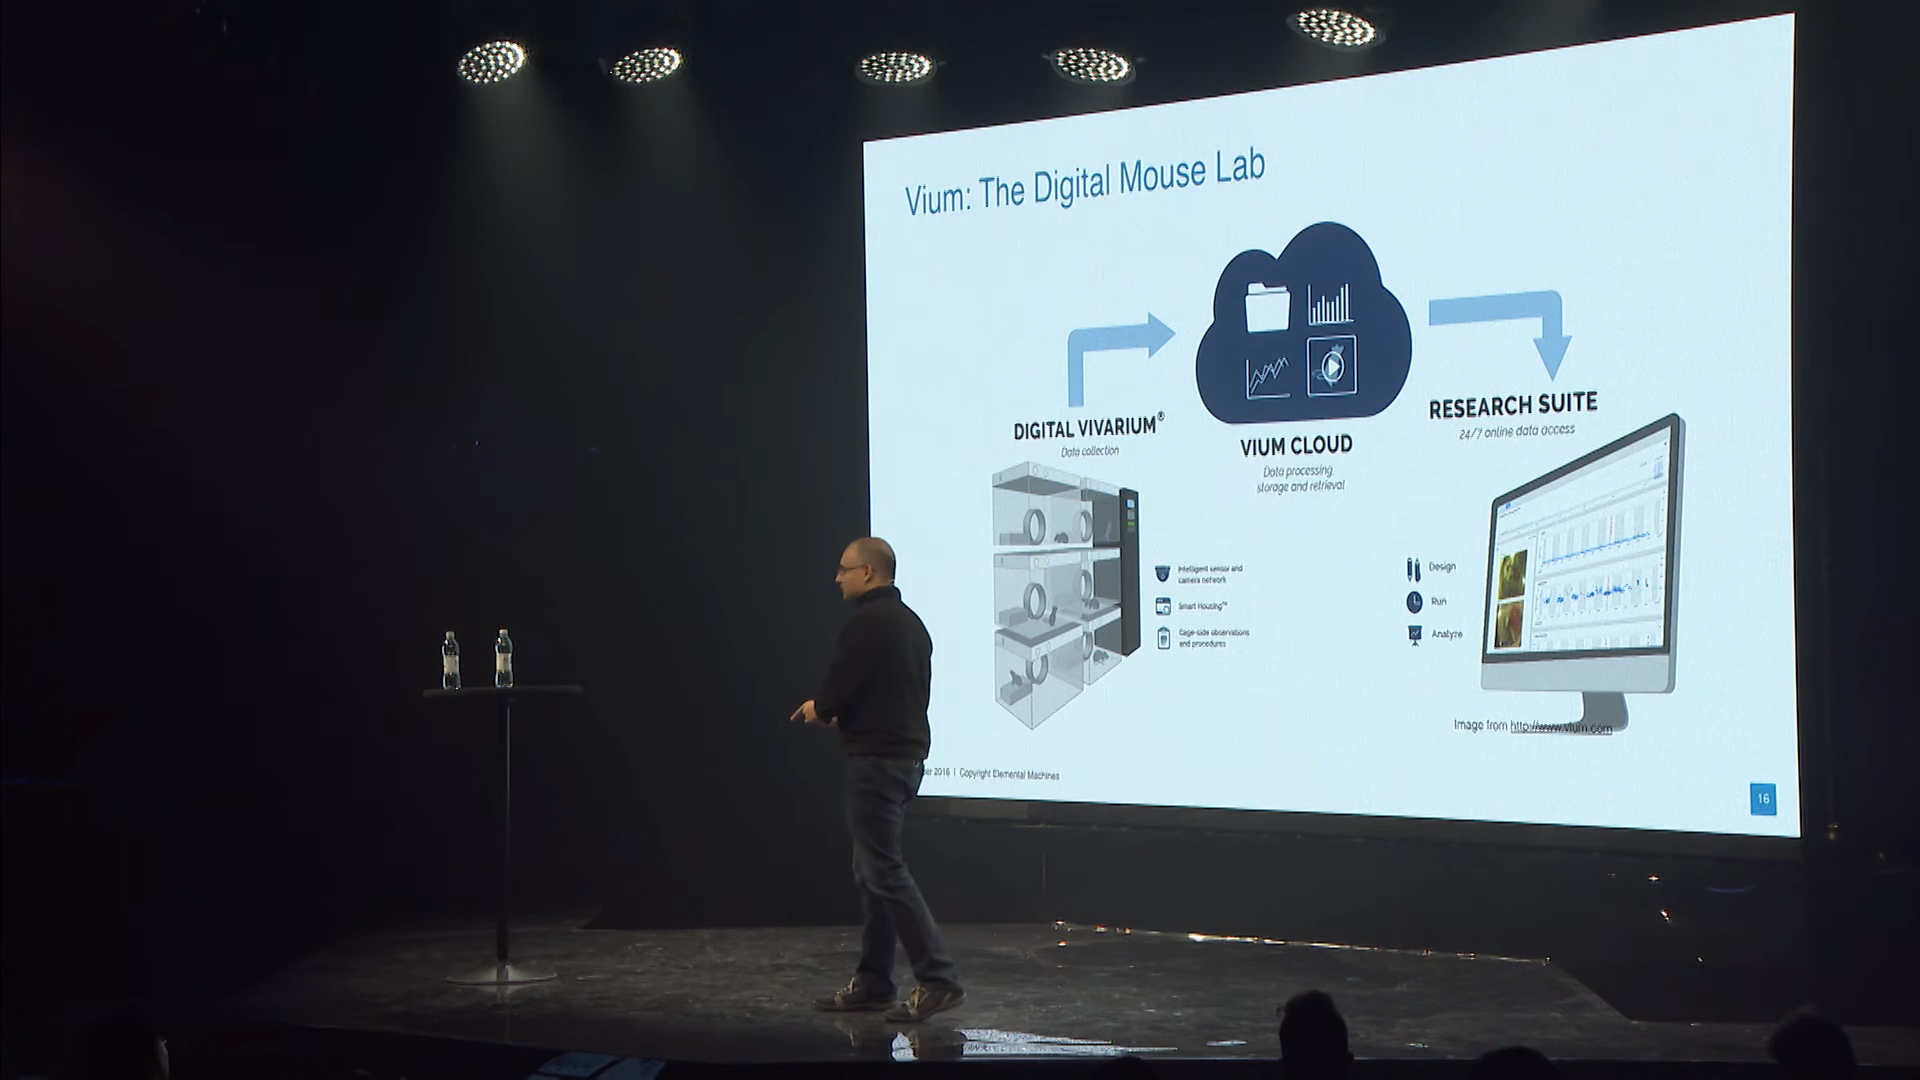 Vium: The Digital Mouse Lab
DIGITAL VIVARIUM®
Data collection
VIUM CLOUD
Data processing,
storage and retrieval
RESEARCH SUITE
24/7 online data access
Intelligent sensor and
camera network
Smart Housing™
Cage-side observations
and procedures
Design
Run
Analyze
Image from http://www.vium.com
2016 | Copyright Elemental Machines
16